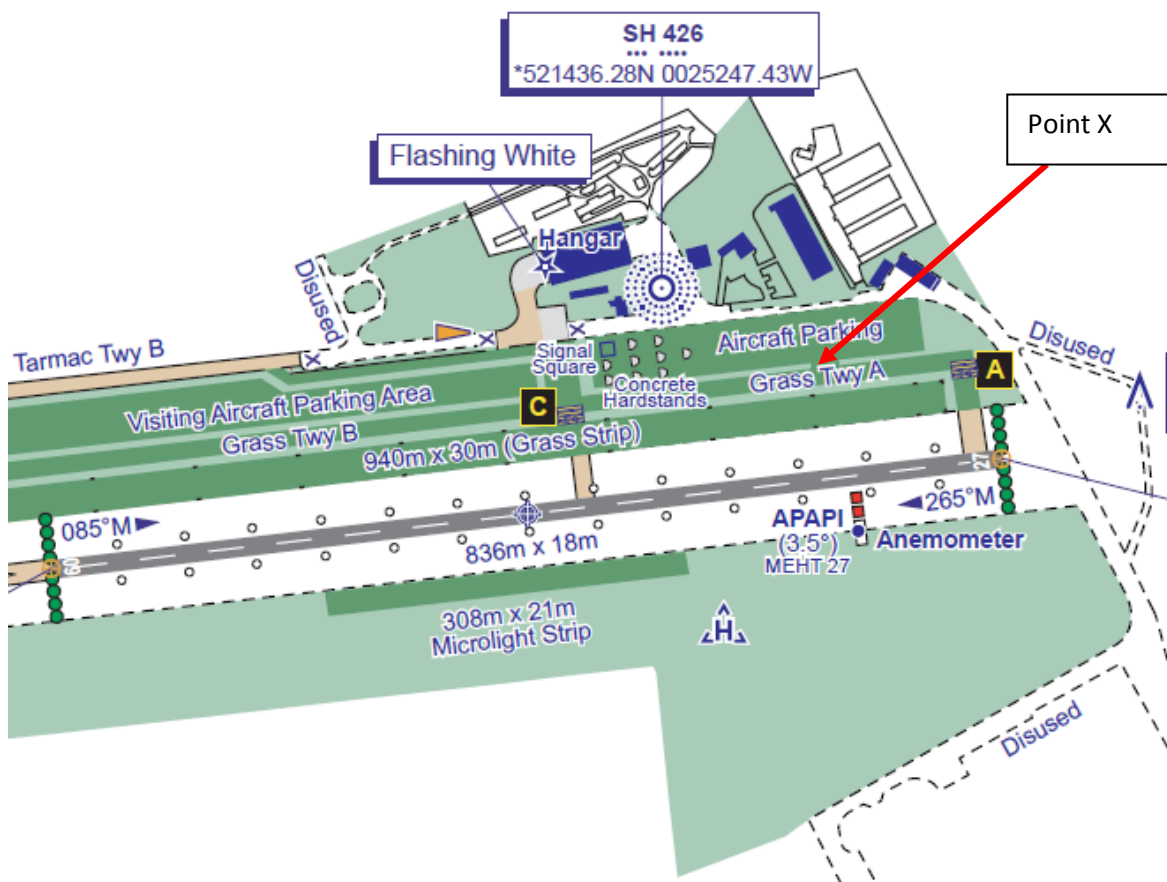 SH 426
*521436.28N 0025247.43W
Point X
Flashing White
Hangar
Disused
Tarmac Twy B
Disused
Signal
Square
Aircraft Parking
Concrete
Hardstands
Grass Twy A
A
Visiting Aircraft Parking Area
C
Grass Twy B
940m x 30m (Grass Strip)
27
085°M
265°M
09
836m x 18m
APAPI
(3.5°)
MEHT 27
Anemometer
308m x 21m
Microlight Strip
H
Disused